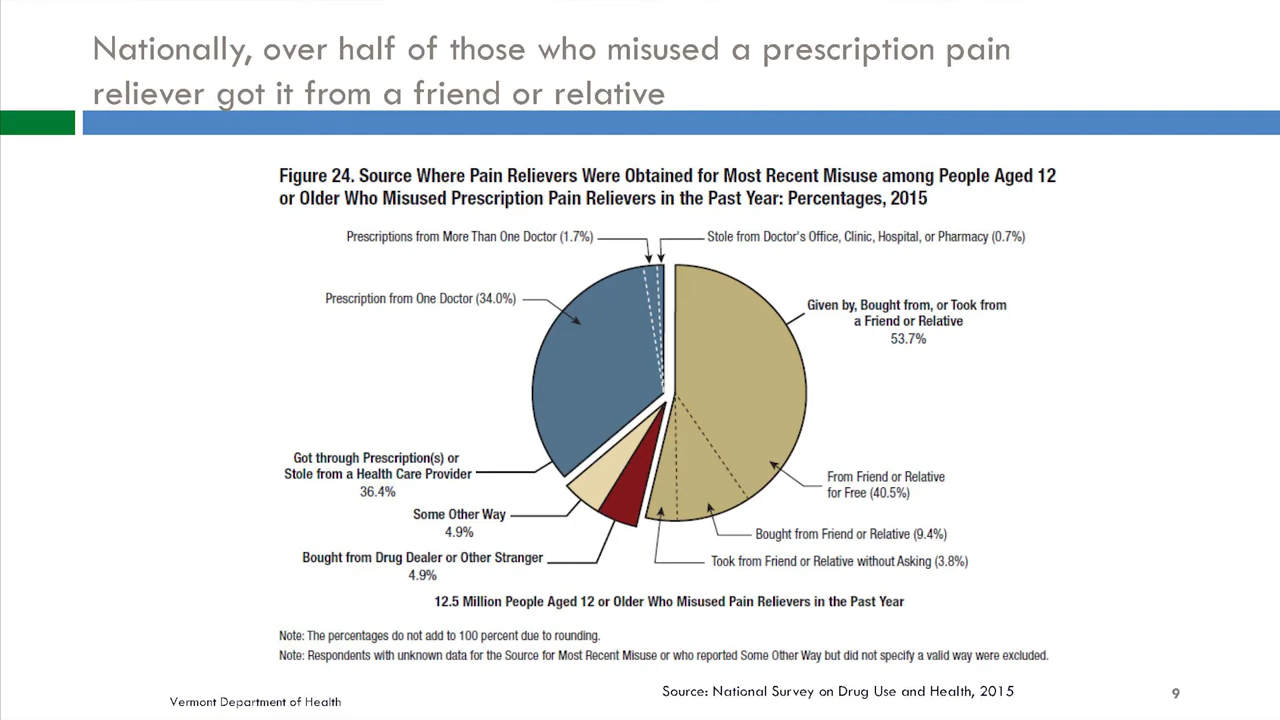 Nationally, over half of those who misused a prescription pain
reliever got it from a friend or relative
Figure 24. Source Where Pain Relievers Were Obtained for Most Recent Misuse among People Aged 12
or Older Who Misused Prescription Pain Relievers in the Past Year: Percentages, 2015
Prescriptions from More Than One Doctor (1.7%)
Stole from Doctor's Office, Clinic, Hospital, or Pharmacy (0.7%)
Prescription from One Doctor (34.0%)
Given by, Bought from, or Took from
a Friend or Relative
53.7%
Got through Prescription(s) or
Stole from a Health Care Provider
36.4%
From Friend or Relative
for Free (40.5%)
Some Other Way
4.9%
Bought from Friend or Relative (9.4%)
Bought from Drug Dealer or Other Stranger
4.9%
Took from Friend or Relative without Asking (3.8%)
12.5 Million People Aged 12 or Older Who Misused Pain Relievers in the Past Year
Note: The percentages do not add to 100 percent due to rounding.
Note: Respondents with unknown data for the Source for Most Recent Misuse or who reported Some Other Way but did not specify a valid way were excluded.
Source: National Survey on Drug Use and Health, 2015
Vermont Department of Health
9